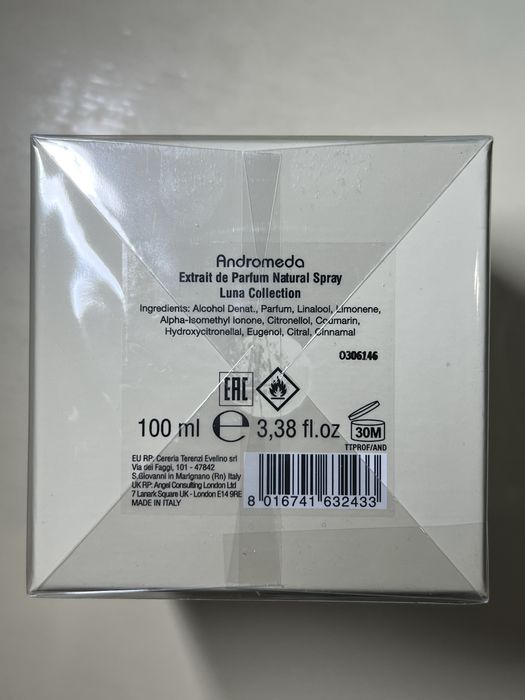 Andromeda
Extrait de Parfum Natural Spray
Luna Collection
Ingredients: Alcohol Denat., Parfum, Linalool, Limonene,
Alpha-Isomethyl Ionone, Citronellol, Coumarin,
Hydroxycitronellal, Eugenol, Citral, Cinnamal
0306146
EAC
100 ml e 3,38 fl.oz
30M
TTPROF/AND
EU RP: Cereria Terenzi Evelino srl
Via dei Faggi, 101 - 47842
S.Giovanni in Marignano (Rn) Italy
UK RP: Angel Consulting London Ltd
7 Lanark Square UK - London E14 9RE
MADE IN ITALY
8 016741 632433